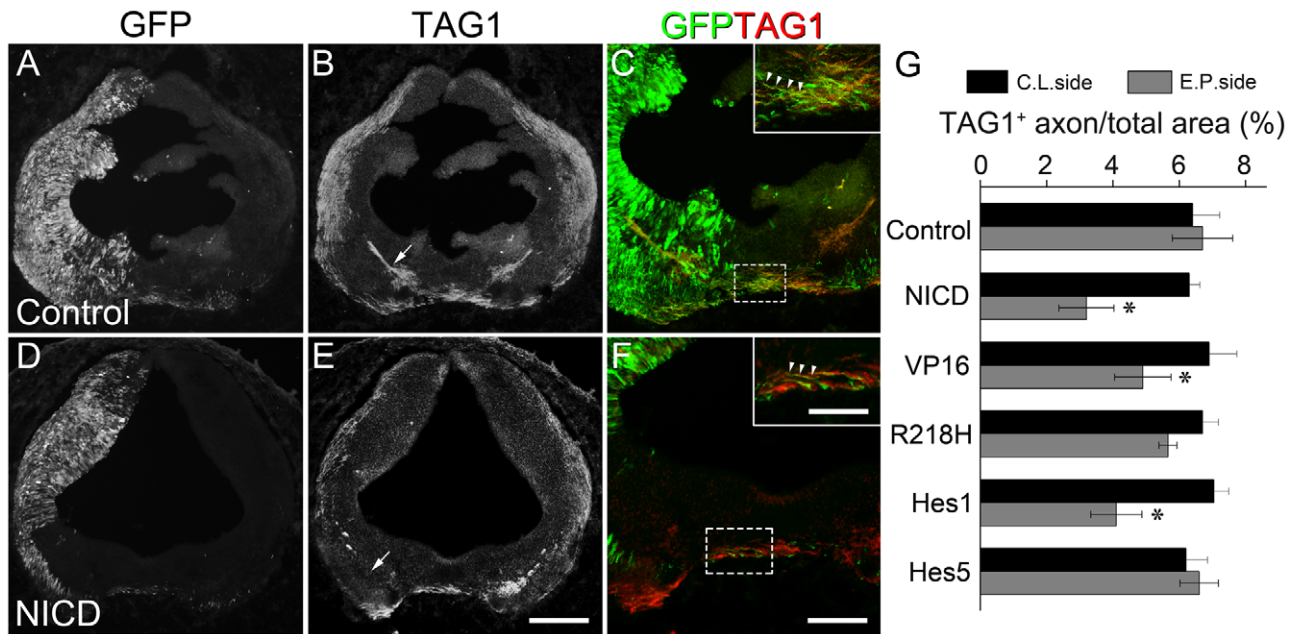 GFP TAG1 GFPTAG1
A B C G
C.L.side E.P.side
TAG1⁺ axon/total area (%)
0 2 4 6 8
Control
Control
NICD
*
D E F
VP16
*
R218H
Hes1
*
Hes5
NICD